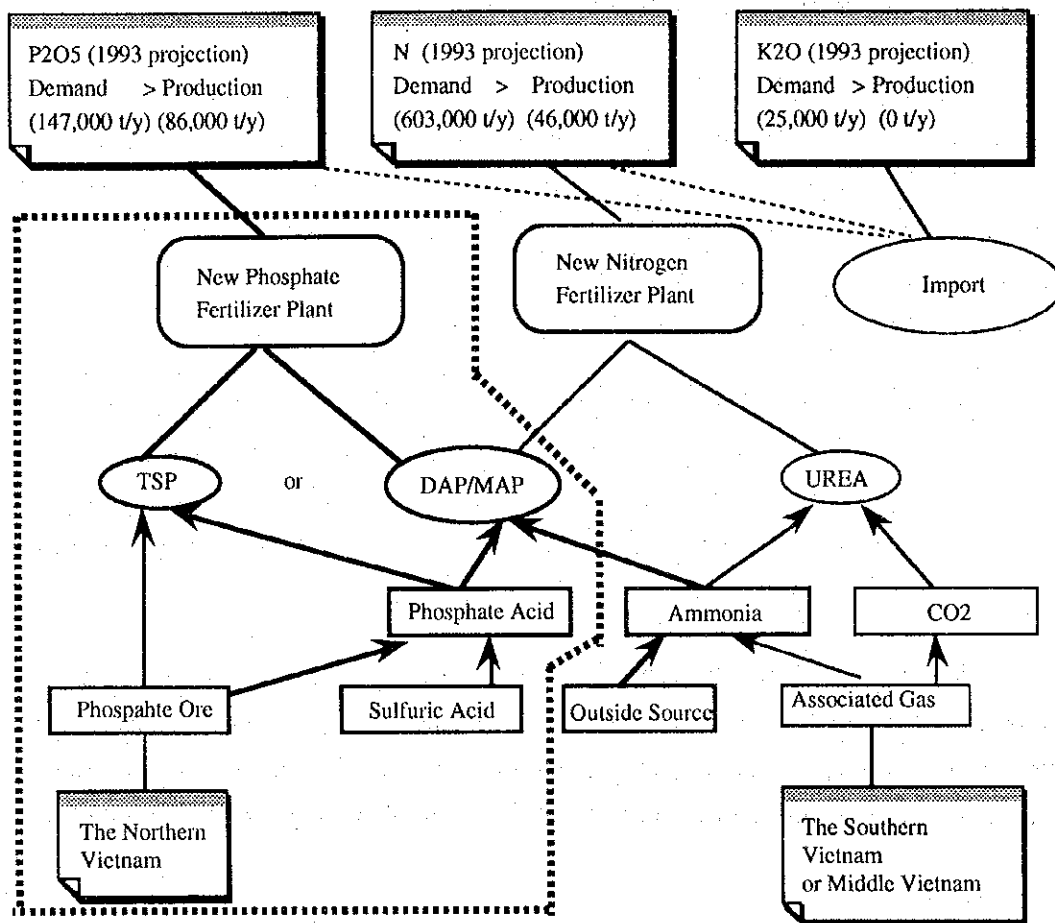 P2O5 (1993 projection)
Demand > Production
(147,000 t/y) (86,000 t/y)
N (1993 projection)
Demand > Production
(603,000 t/y) (46,000 t/y)
K2O (1993 projection)
Demand > Production
(25,000 t/y) (0 t/y)
New Phosphate
Fertilizer Plant
New Nitrogen
Fertilizer Plant
Import
TSP
or
DAP/MAP
UREA
Phosphate Acid
Ammonia
CO2
Phospahte Ore
Sulfuric Acid
Outside Source
Associated Gas
The Northern
Vietnam
The Southern
Vietnam
or Middle Vietnam